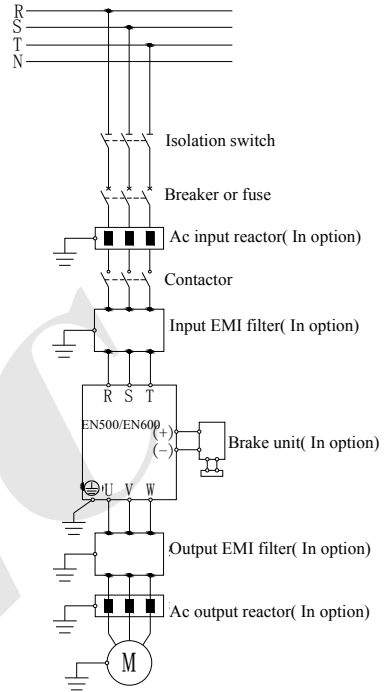 R
S
T
N
Isolation switch
Breaker or fuse
Ac input reactor( In option)
Contactor
Input EMI filter( In option)
R S T
EN500/EN600
(+)
(−)
Brake unit( In option)
U V W
Output EMI filter( In option)
Ac output reactor( In option)
M